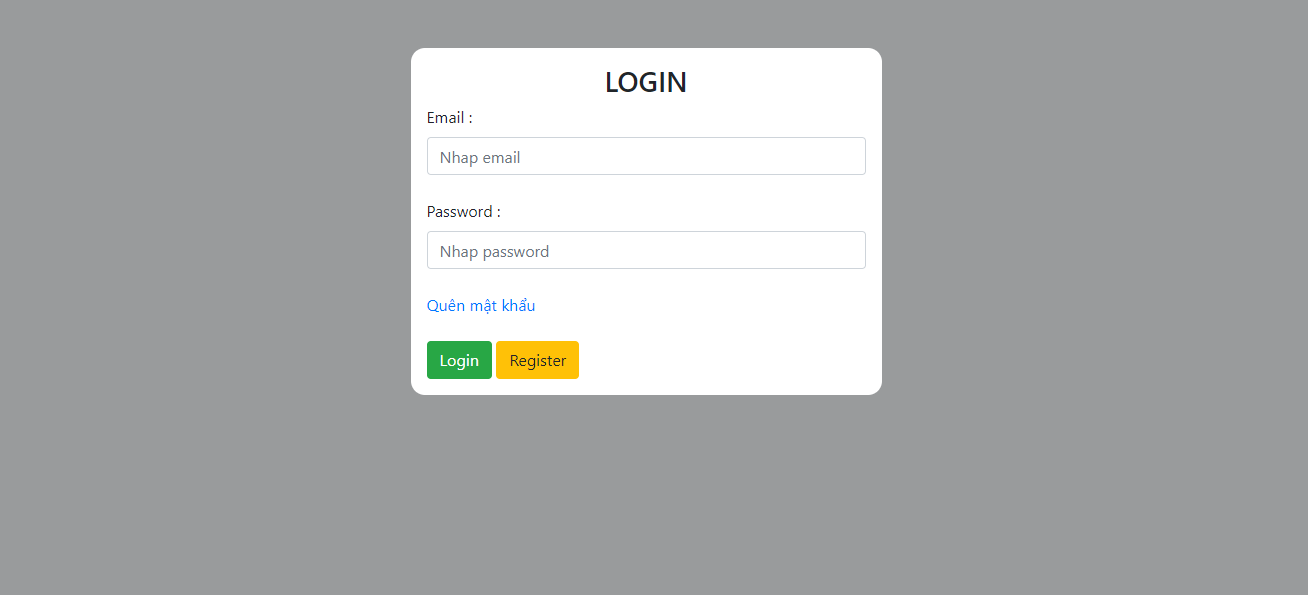 LOGIN
Email :
Nhap email
Password :
Nhap password
Quên mật khẩu
Login Register